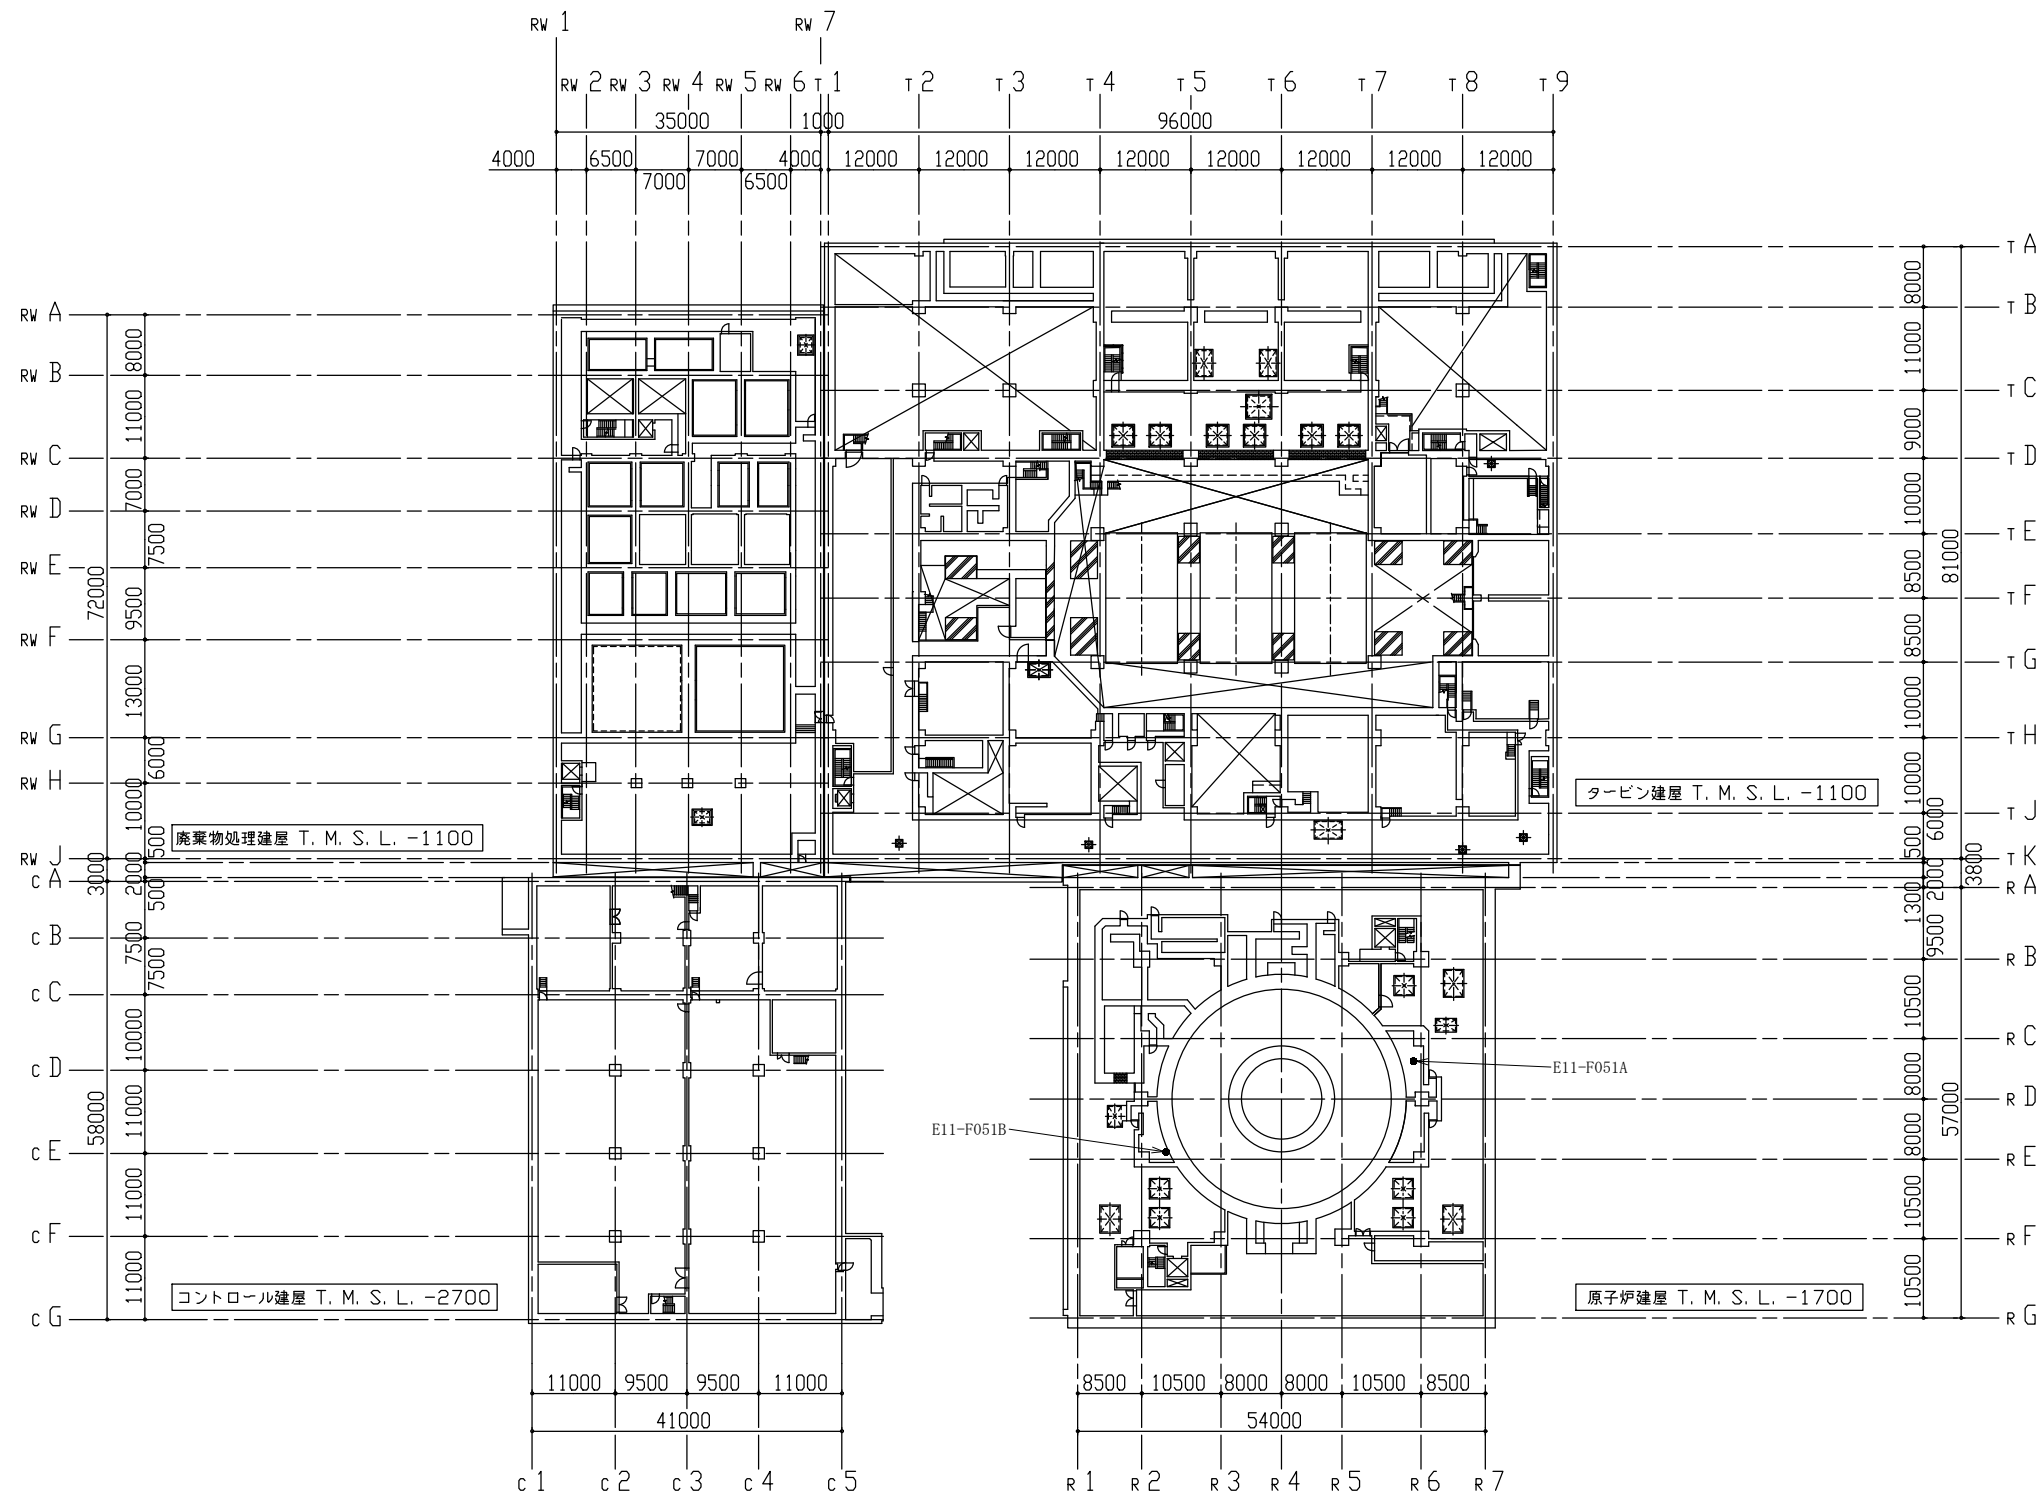 RW 1
RW 7
RW 2 RW 3 RW 4 RW 5 RW 6 T 1 T 2 T 3 T 4 T 5 T 6 T 7 T 8 T 9
35000 1000 96000
4000 6500 7000 4000 12000 12000 12000 12000 12000 12000 12000 12000
7000 6500
RW A
RW B
RW C
RW D
RW E
RW F
RW G
RW H
RW J
C A
C B
C C
C D
C E
C F
C G
8000
11000
7000
7500
9500
13000
6000
10000
500
2000
500
7500
7500
10000
11000
11000
11000
72000
3000
58000
T A
T B
T C
T D
T E
T F
T G
T H
T J
T K
R A
R B
R C
R D
R E
R F
R G
8000
11000
9000
10000
8500
8500
10000
10000
6000
500
2000
1300
9500
10500
8000
8000
10500
10500
81000
3800
57000
タービン建屋 T. M. S. L. -1100
廃棄物処理建屋 T. M. S. L. -1100
E11-F051A
E11-F051B
コントロール建屋 T. M. S. L. -2700
原子炉建屋 T. M. S. L. -1700
11000 9500 9500 11000
41000
C 1 C 2 C 3 C 4 C 5
8500 10500 8000 8000 10500 8500
54000
R 1 R 2 R 3 R 4 R 5 R 6 R 7